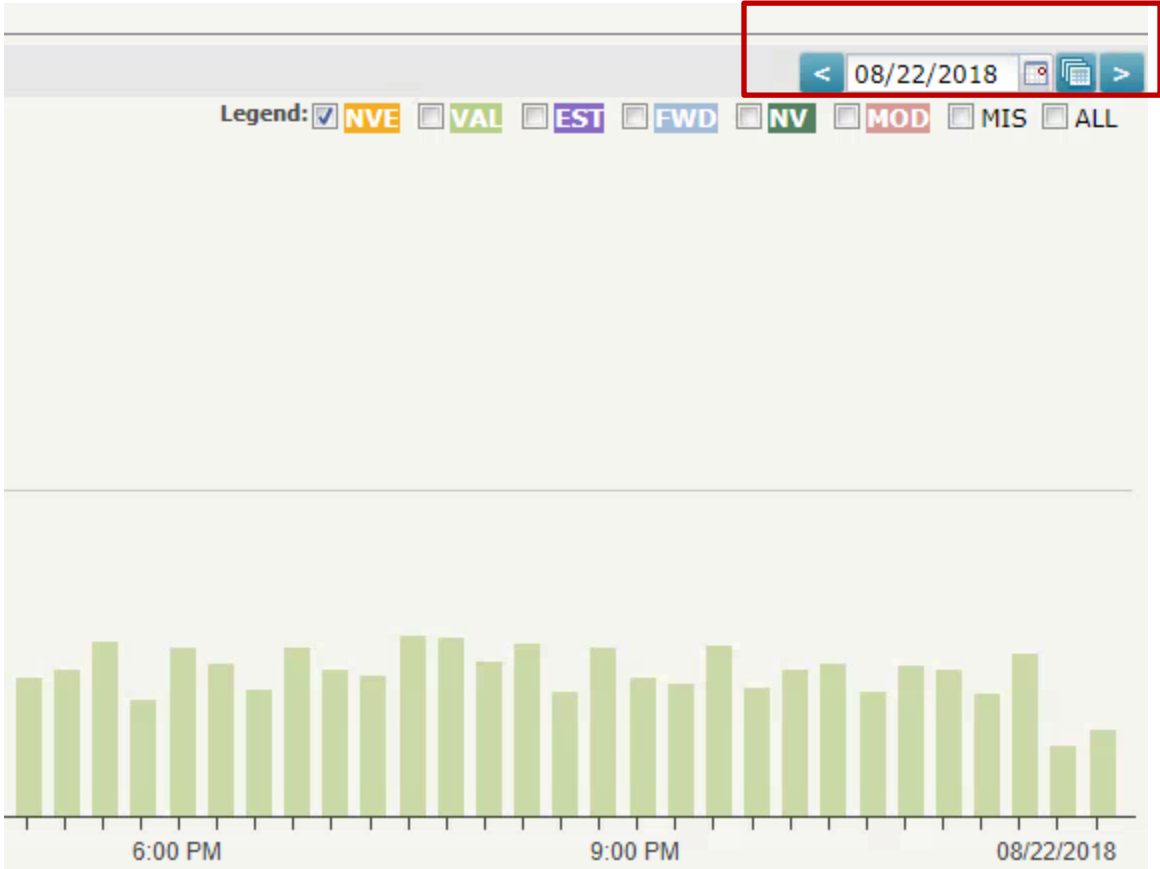 < 08/22/2018 >
Legend: NVE VAL EST FWD NV MOD MIS ALL
6:00 PM 9:00 PM 08/22/2018